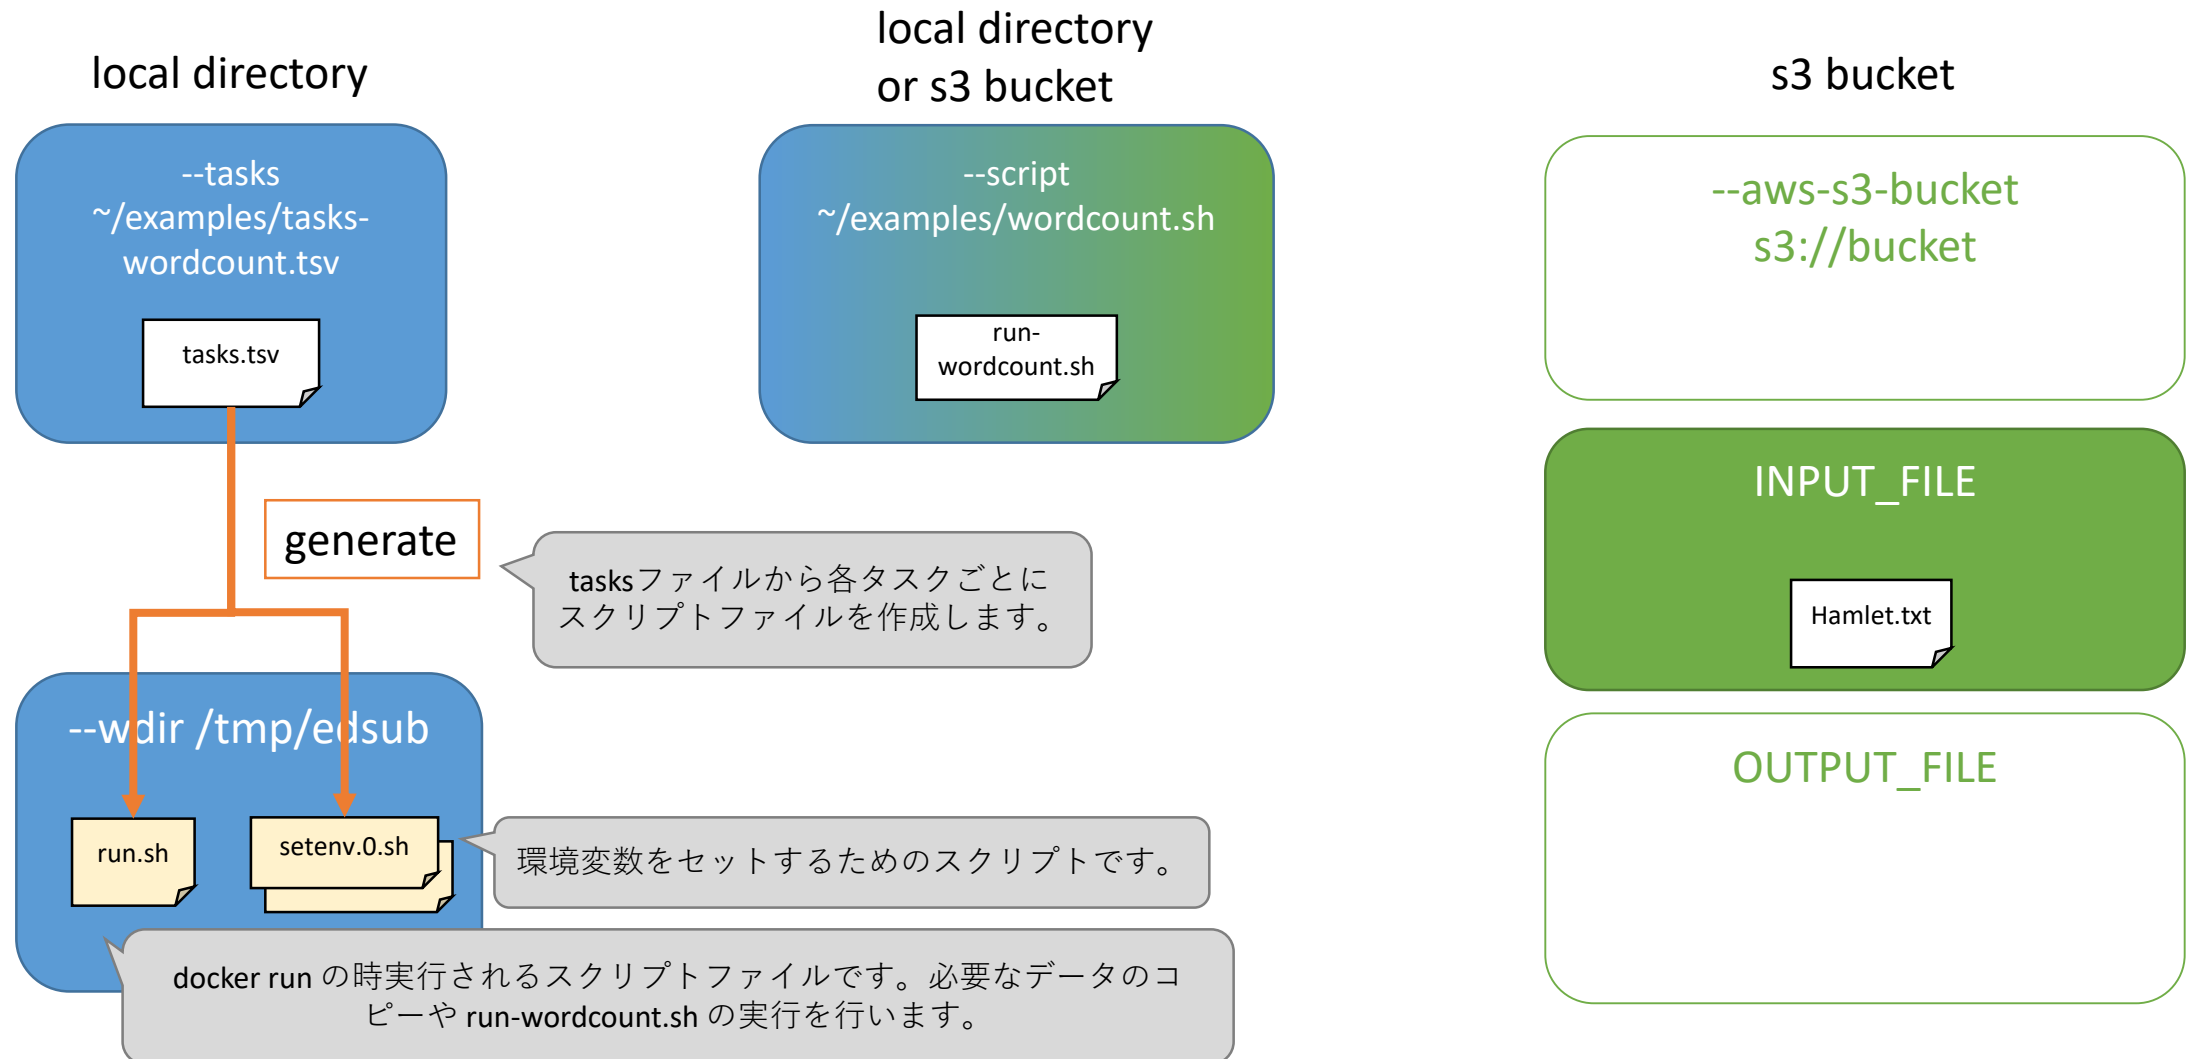 local directory
--tasks
~/examples/tasks-
wordcount.tsv
tasks.tsv
generate
tasksファイルから各タスクごとに
スクリプトファイルを作成します。
--wdir /tmp/edsub
run.sh
setenv.0.sh
環境変数をセットするためのスクリプトです。
docker run の時実行されるスクリプトファイルです。必要なデータのコ
ピーや run-wordcount.sh の実行を行います。
local directory
or s3 bucket
--script
~/examples/wordcount.sh
run-
wordcount.sh
s3 bucket
--aws-s3-bucket
s3://bucket
INPUT_FILE
Hamlet.txt
OUTPUT_FILE